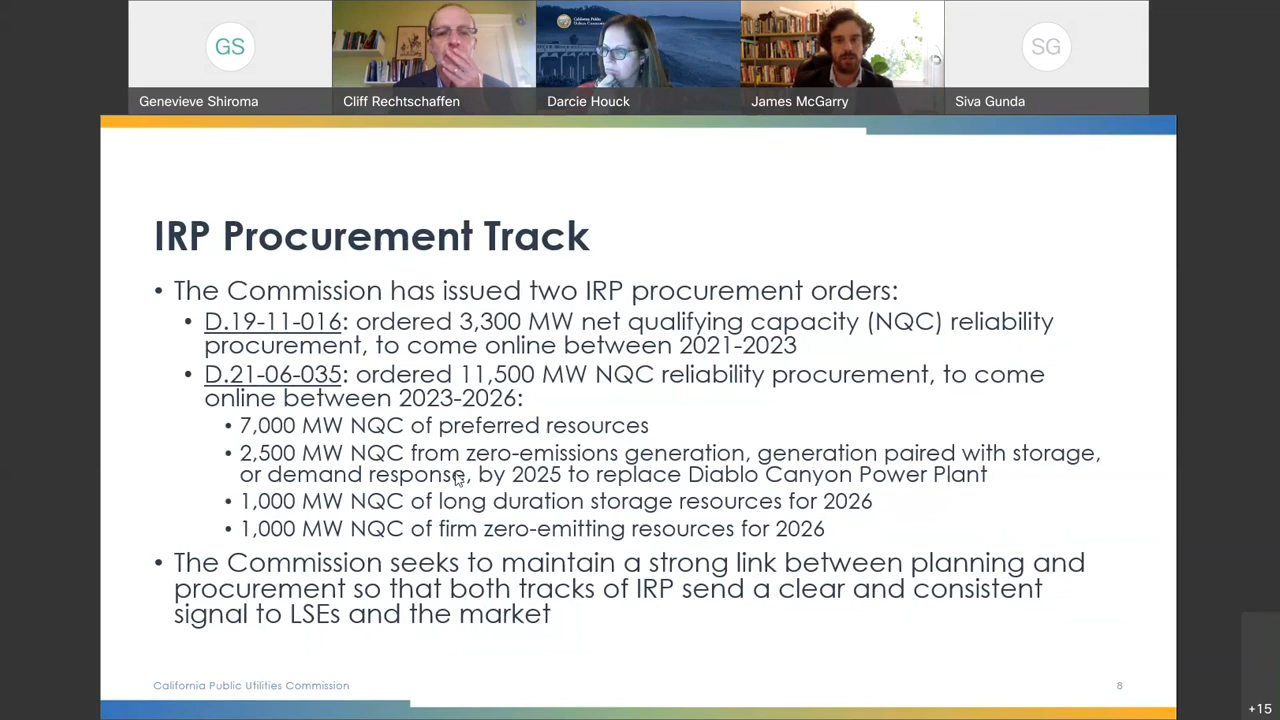 GS
SG
California Public
Utilities Commission
Genevieve Shiroma
Cliff Rechtschaffen
Darcie Houck
James McGarry
Siva Gunda
IRP Procurement Track
• The Commission has issued two IRP procurement orders:
• D.19-11-016: ordered 3,300 MW net qualifying capacity (NQC) reliability
procurement, to come online between 2021-2023
• D.21-06-035: ordered 11,500 MW NQC reliability procurement, to come
online between 2023-2026:
• 7,000 MW NQC of preferred resources
• 2,500 MW NQC from zero-emissions generation, generation paired with storage,
or demand response, by 2025 to replace Diablo Canyon Power Plant
• 1,000 MW NQC of long duration storage resources for 2026
• 1,000 MW NQC of firm zero-emitting resources for 2026
• The Commission seeks to maintain a strong link between planning and
procurement so that both tracks of IRP send a clear and consistent
signal to LSEs and the market
California Public Utilities Commission
8
+15